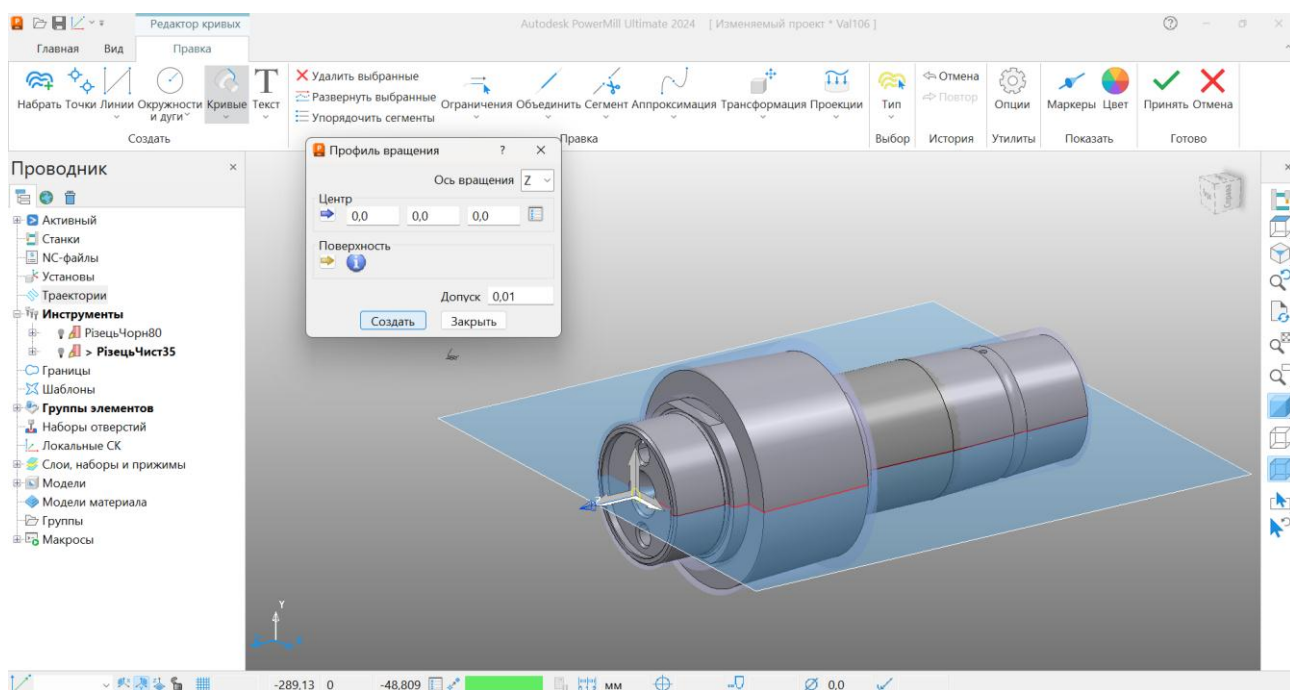 Редактор кривых
Autodesk PowerMill Ultimate 2024 [ Изменяемый проект * Val106 ]
Главная Вид Правка
Набрать Точки Линии Окружности и дуги Кривые Текст
Создать
Удалить выбранные
Развернуть выбранные
Упорядочить сегменты
Ограничения Объединить Сегмент Аппроксимация Трансформация Проекции
Правка
Тип
Выбор
Отмена
Повтор
История
Опции
Утилиты
Маркеры Цвет
Показать
Принять Отмена
Готово
Проводник
Активный
Станки
NC-файлы
Установы
Траектории
Инструменты
РізецьЧорн80
> РізецьЧист35
Границы
Шаблоны
Группы элементов
Наборы отверстий
Локальные СК
Слои, наборы и прижимы
Модели
Модели материала
Группы
Макросы
Профиль вращения ?
Ось вращения Z
Центр
0,0 0,0 0,0
Поверхность
Допуск 0,01
Создать Закрыть
Y
-289,13 0 -48,809 мм 0,0